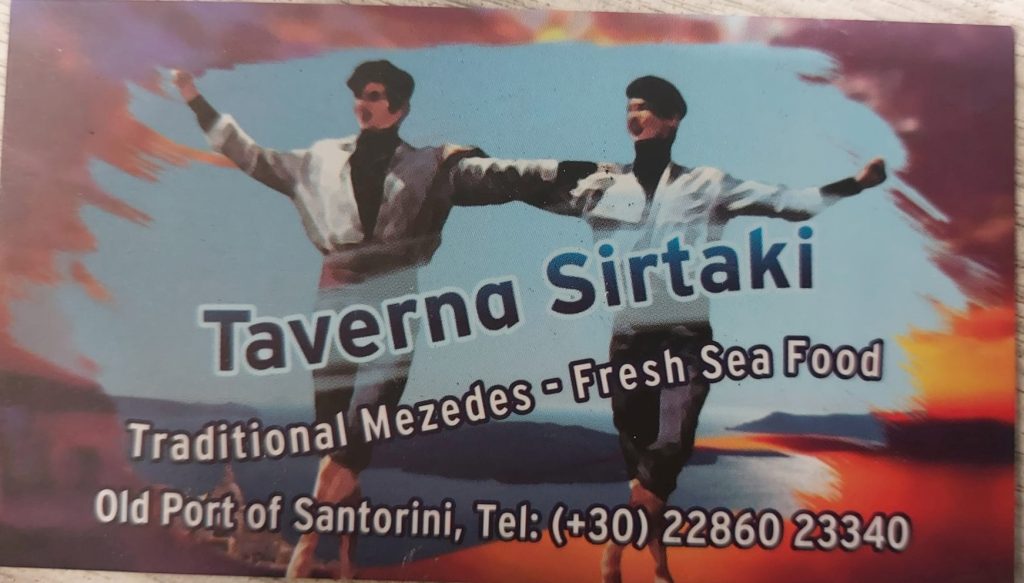 Taverna Sirtaki
Traditional Mezedes - Fresh Sea Food
Old Port of Santorini, Tel: (+30) 22860 23340